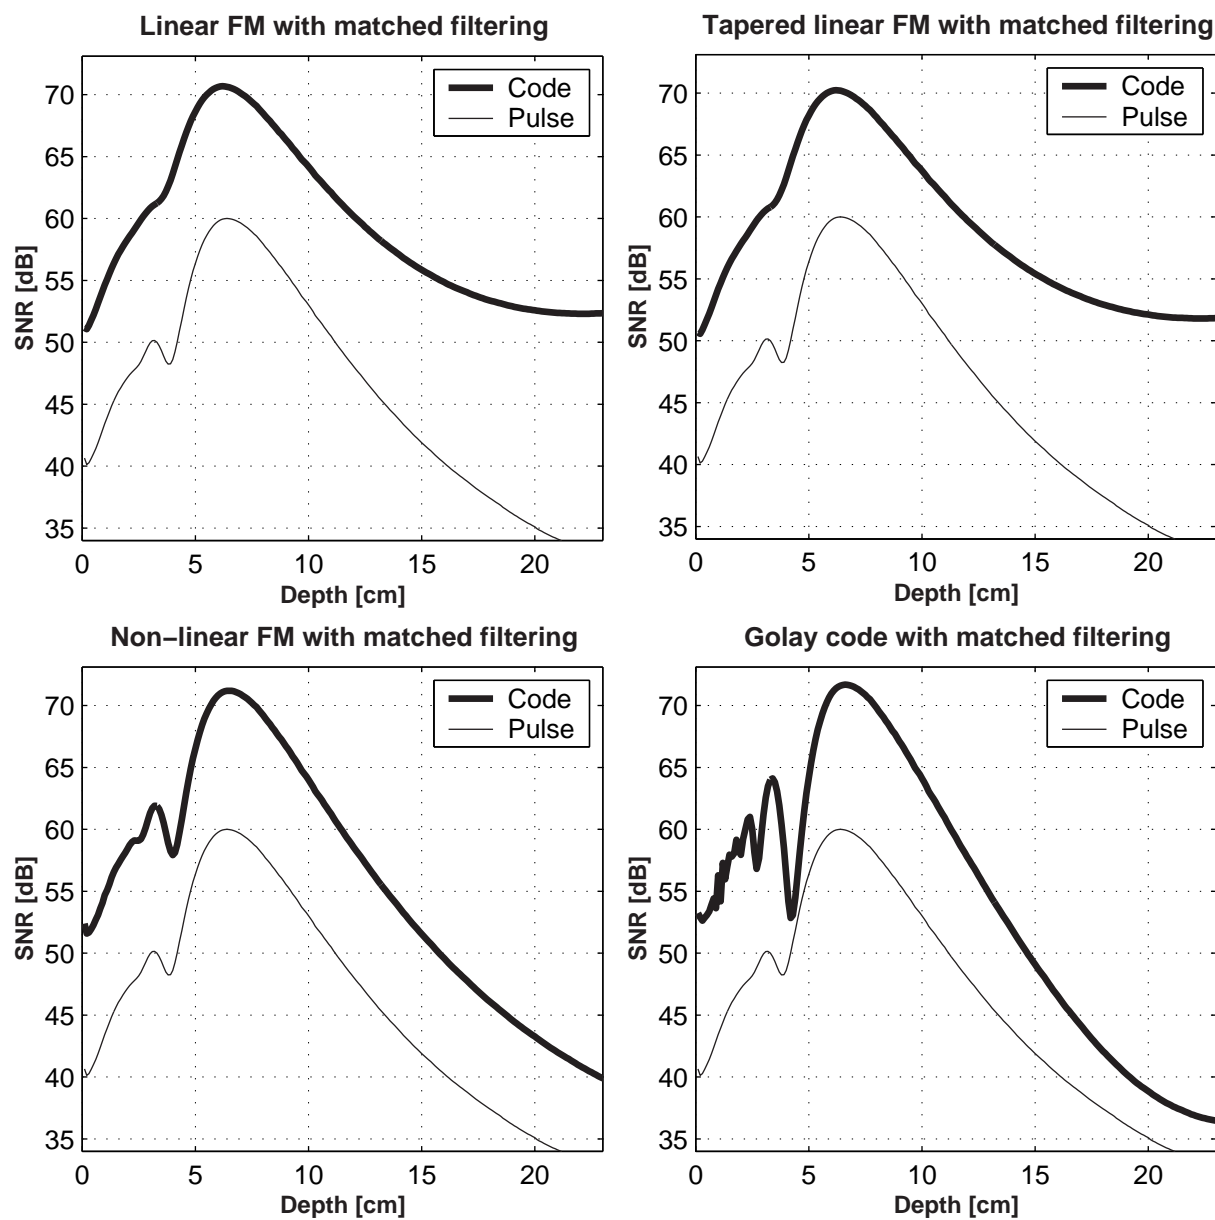 Linear FM with matched filtering
Code
Pulse
70
65
60
55
50
45
40
35
SNR [dB]
0 5 10 15 20
Depth [cm]
Tapered linear FM with matched filtering
Code
Pulse
70
65
60
55
50
45
40
35
SNR [dB]
0 5 10 15 20
Depth [cm]
Non−linear FM with matched filtering
Code
Pulse
70
65
60
55
50
45
40
35
SNR [dB]
0 5 10 15 20
Depth [cm]
Golay code with matched filtering
Code
Pulse
70
65
60
55
50
45
40
35
SNR [dB]
0 5 10 15 20
Depth [cm]